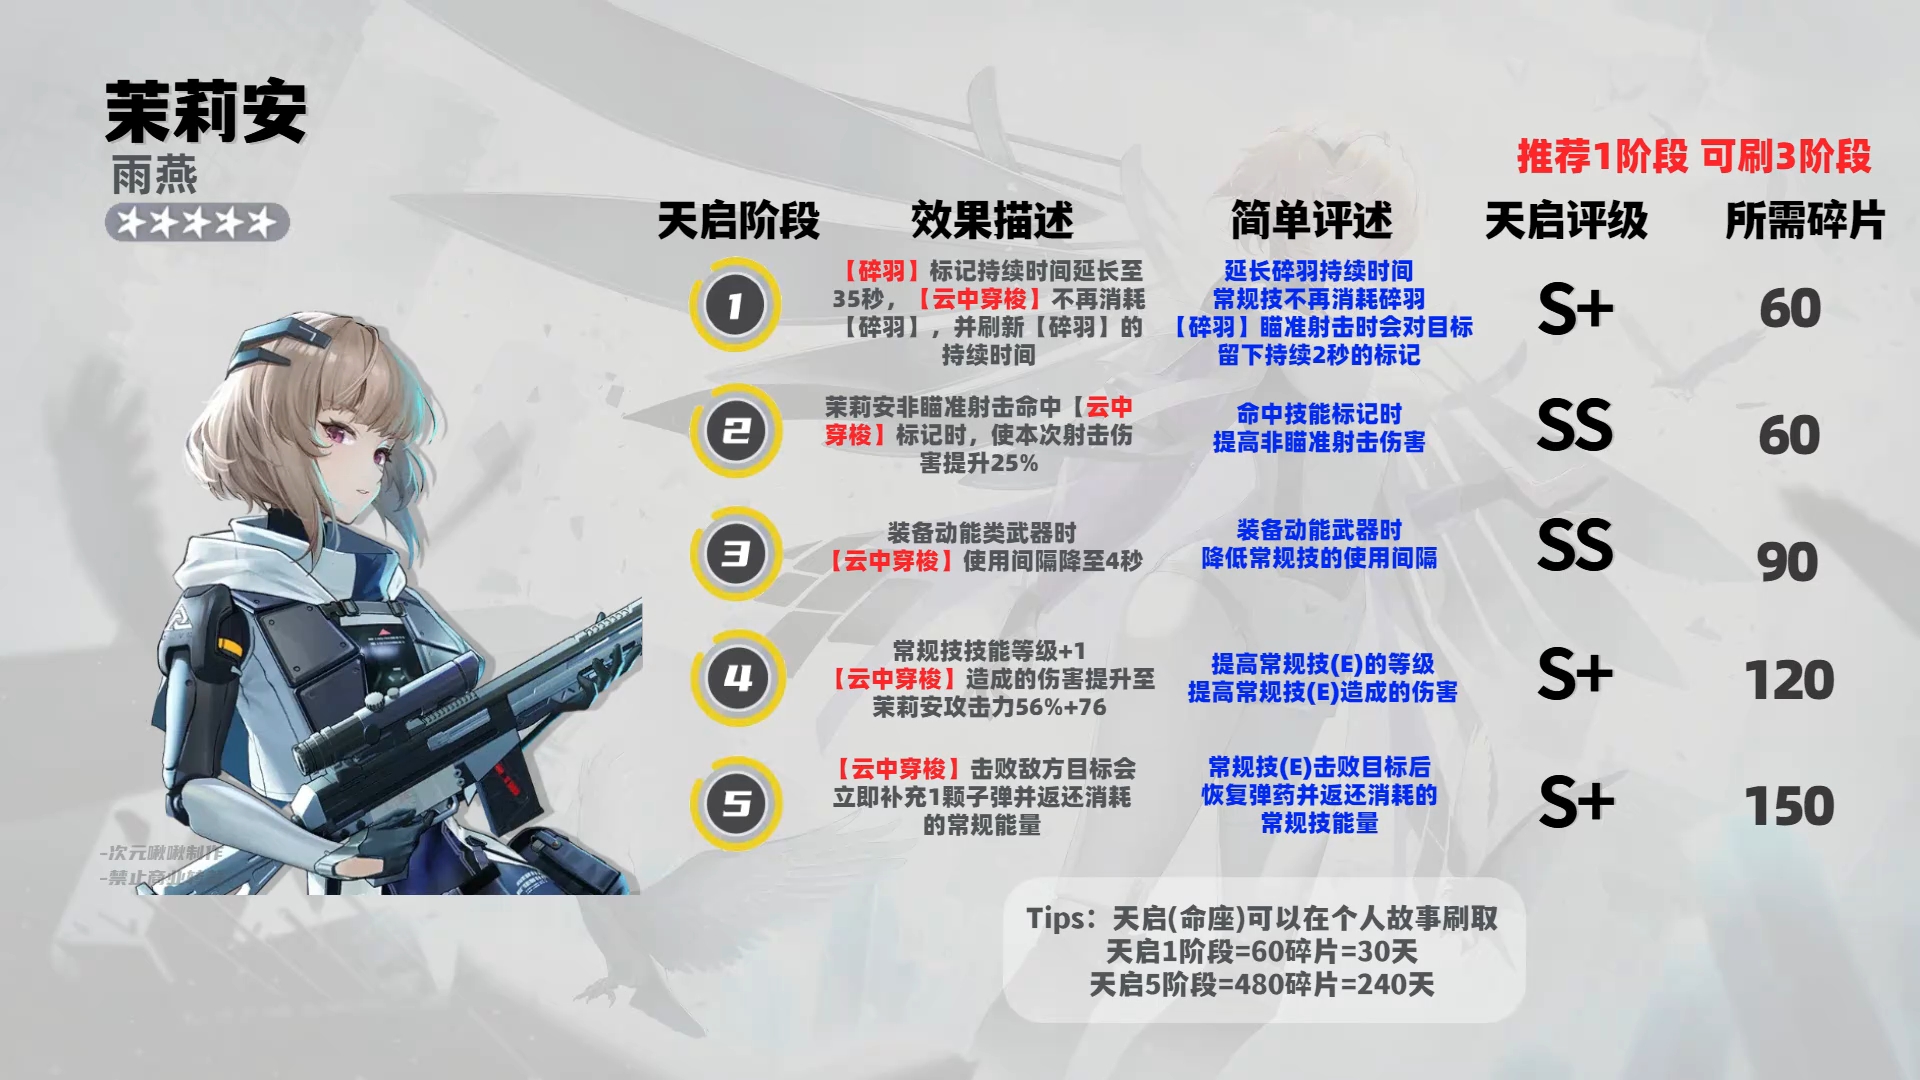 茉莉安
雨燕
推荐1阶段 可刷3阶段
天启阶段 效果描述 简单评述 天启评级 所需碎片
1
【碎羽】标记持续时间延长至
35秒，【云中穿梭】不再消耗
【碎羽】，并刷新【碎羽】的
持续时间
延长碎羽持续时间
常规技不再消耗碎羽
【碎羽】瞄准射击时会对目标
留下持续2秒的标记
S+
60
2
茉莉安非瞄准射击命中【云中
穿梭】标记时，使本次射击伤
害提升25%
命中技能标记时
提高非瞄准射击伤害
SS
60
3
装备动能类武器时
【云中穿梭】使用间隔降至4秒
装备动能武器时
降低常规技的使用间隔
SS
90
4
常规技技能等级+1
【云中穿梭】造成的伤害提升至
茉莉安攻击力56%+76
提高常规技(E)的等级
提高常规技(E)造成的伤害
S+
120
5
【云中穿梭】击败敌方目标会
立即补充1颗子弹并返还消耗
的常规能量
常规技(E)击败目标后
恢复弹药并返还消耗的
常规技能量
S+
150
-次元啾啾制作
-禁止商业
Tips：天启(命座)可以在个人故事刷取
天启1阶段=60碎片=30天
天启5阶段=480碎片=240天